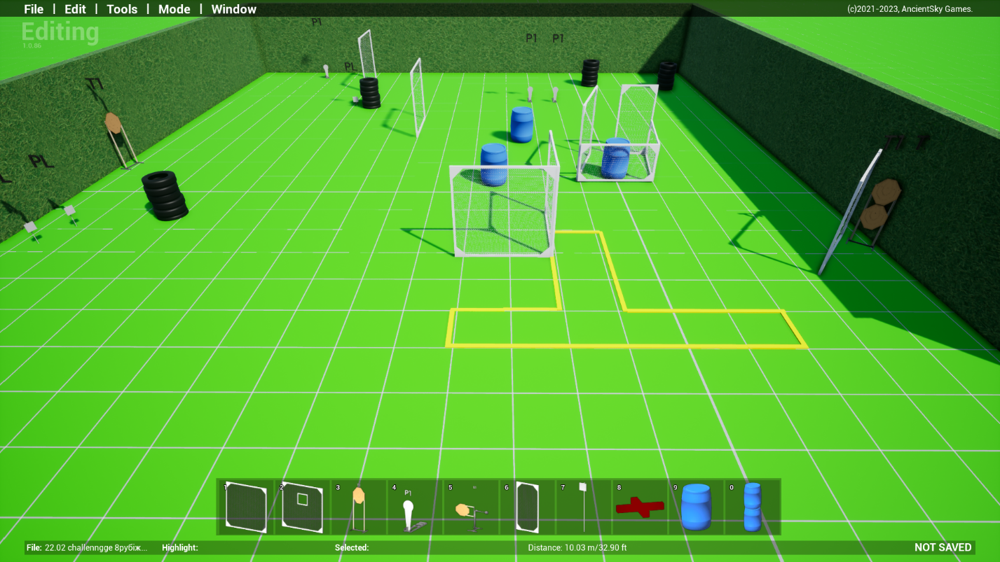 File | Edit | Tools | Mode | Window
(c)2021-2023, AncientSky Games.
Editing
1.0.86
P1
P1 P1
PL
T1
PL
1 2 3 4 5 6 7 8 9 0
P1
File: 22.02 challenngge 8рубіж... Highlight: Selected: Distance: 10.03 m/32.90 ft NOT SAVED